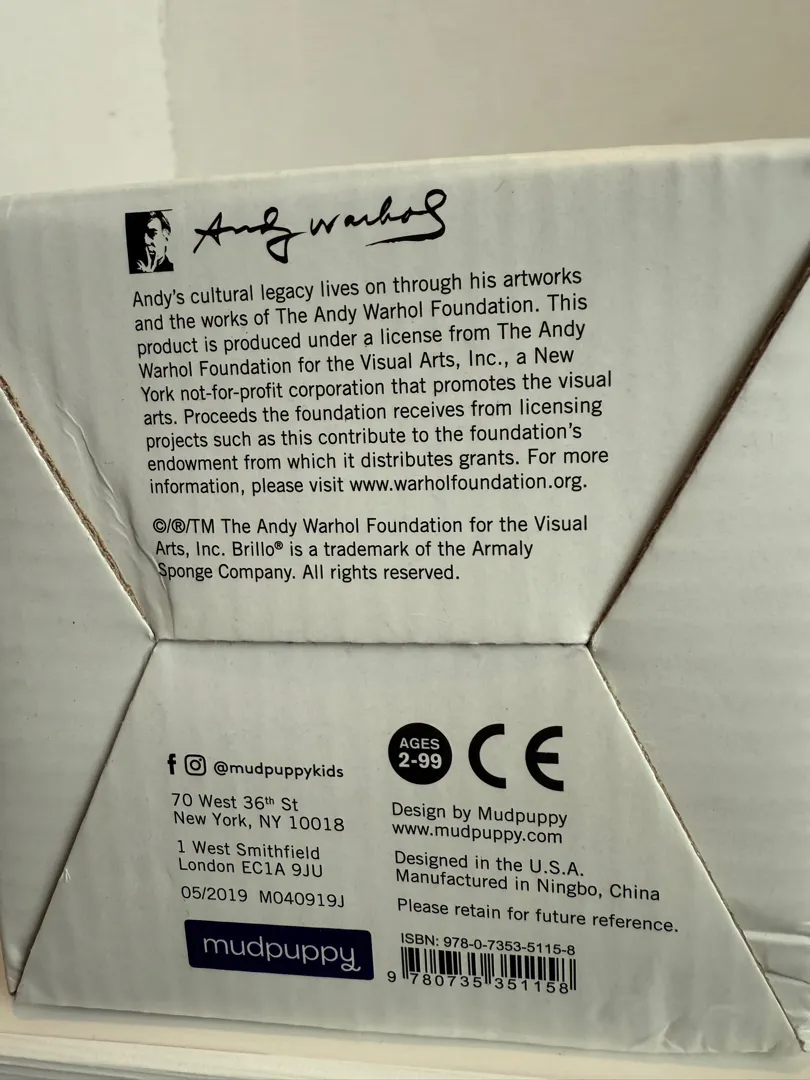 Andy Warhol
Andy's cultural legacy lives on through his artworks
and the works of The Andy Warhol Foundation. This
product is produced under a license from The Andy
Warhol Foundation for the Visual Arts, Inc., a New
York not-for-profit corporation that promotes the visual
arts. Proceeds the foundation receives from licensing
projects such as this contribute to the foundation's
endowment from which it distributes grants. For more
information, please visit www.warholfoundation.org.
©/®/TM The Andy Warhol Foundation for the Visual
Arts, Inc. Brillo® is a trademark of the Armaly
Sponge Company. All rights reserved.
f @mudpuppykids
70 West 36th St
New York, NY 10018
1 West Smithfield
London EC1A 9JU
05/2019 M040919J
mudpuppy
AGES
2-99
CE
Design by Mudpuppy
www.mudpuppy.com
Designed in the U.S.A.
Manufactured in Ningbo, China
Please retain for future reference.
ISBN: 978-0-7353-5115-8
9 780735 351158